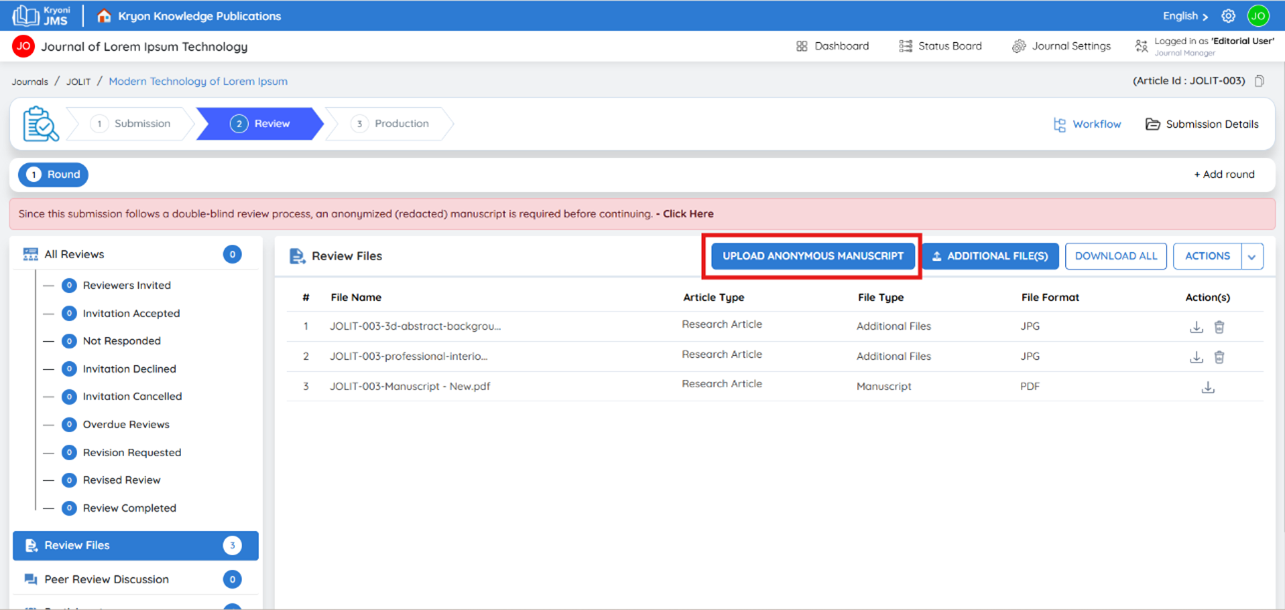 Kryoni JMS Kryon Knowledge Publications English JO
JO Journal of Lorem Ipsum Technology Dashboard Status Board Journal Settings Logged in as 'Editorial User'
Journal Manager
Journals / JOLIT / Modern Technology of Lorem Ipsum (Article Id : JOLIT-003)
1 Submission 2 Review 3 Production Workflow Submission Details
1 Round + Add round
Since this submission follows a double-blind review process, an anonymized (redacted) manuscript is required before continuing. - Click Here
All Reviews 0
0 Reviewers Invited
0 Invitation Accepted
0 Not Responded
0 Invitation Declined
0 Invitation Cancelled
0 Overdue Reviews
0 Revision Requested
0 Revised Review
0 Review Completed
Review Files 3
Peer Review Discussion 0
Review Files UPLOAD ANONYMOUS MANUSCRIPT ADDITIONAL FILE(S) DOWNLOAD ALL ACTIONS
# File Name Article Type File Type File Format Action(s)
1 JOLIT-003-3d-abstract-backgrou... Research Article Additional Files JPG
2 JOLIT-003-professional-interio... Research Article Additional Files JPG
3 JOLIT-003-Manuscript - New.pdf Research Article Manuscript PDF